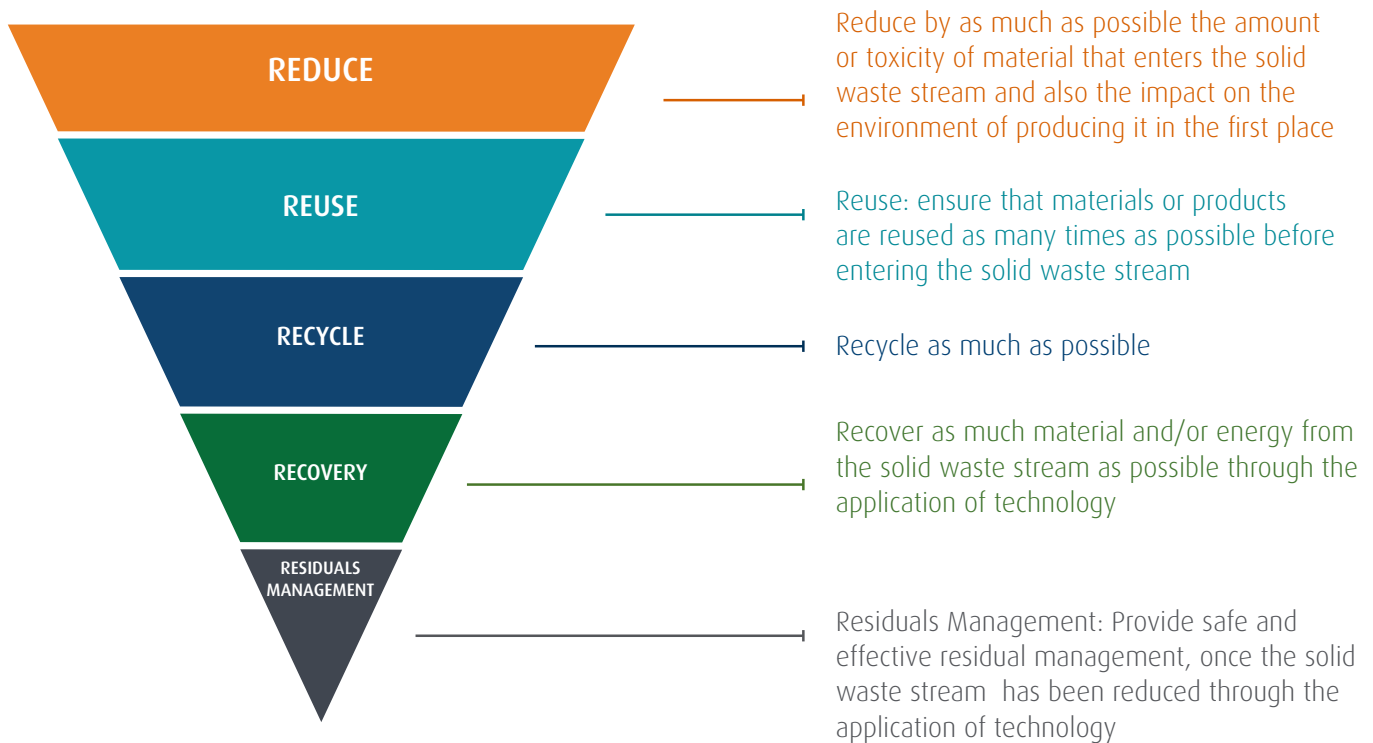 REDUCE
Reduce by as much as possible the amount
or toxicity of material that enters the solid
waste stream and also the impact on the
environment of producing it in the first place
REUSE
Reuse: ensure that materials or products
are reused as many times as possible before
entering the solid waste stream
RECYCLE
Recycle as much as possible
RECOVERY
Recover as much material and/or energy from
the solid waste stream as possible through the
application of technology
RESIDUALS
MANAGEMENT
Residuals Management: Provide safe and
effective residual management, once the solid
waste stream has been reduced through the
application of technology